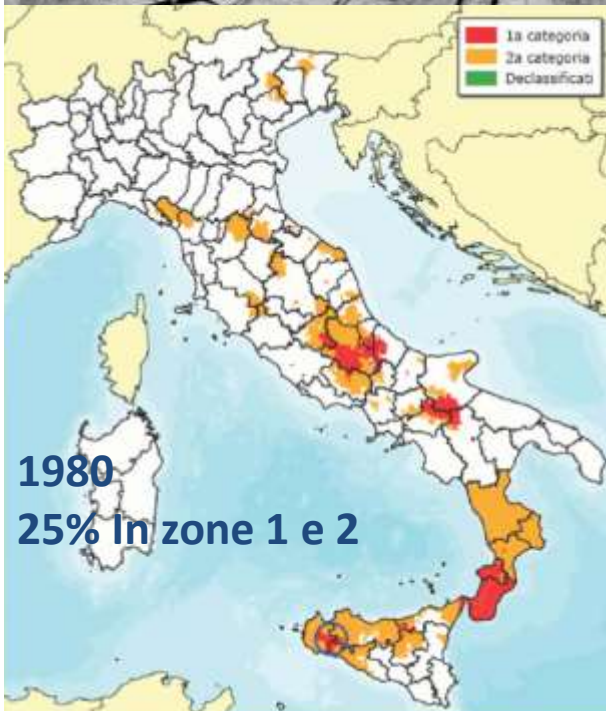 1a categoria
2a categoria
Declassificati
1980
25% In zone 1 e 2